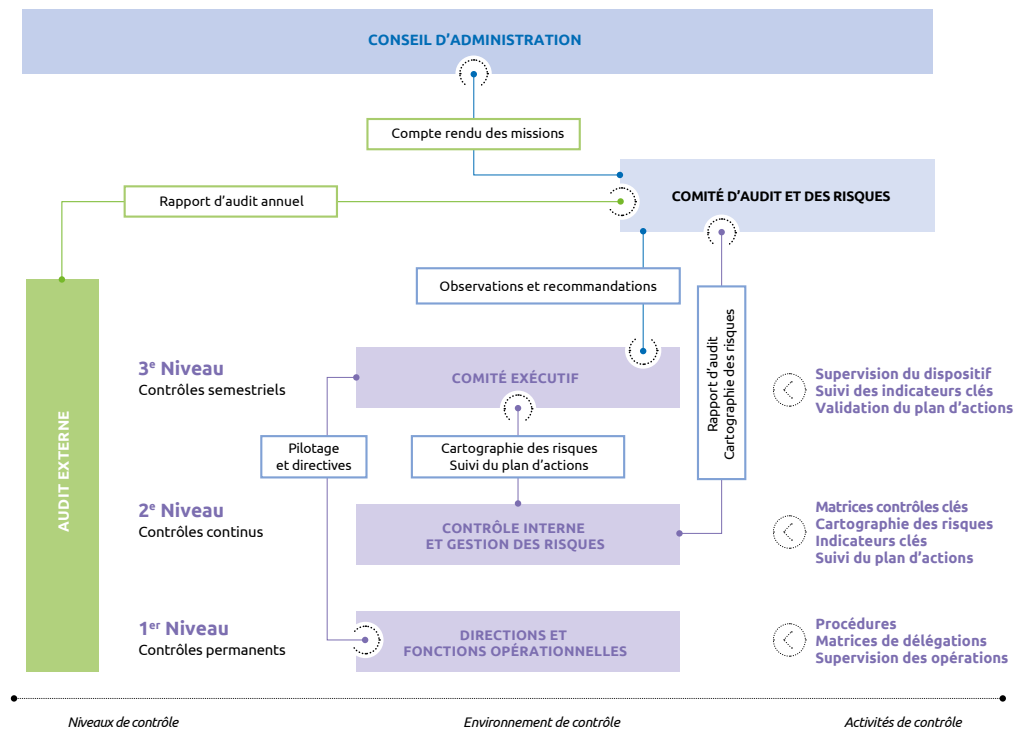 CONSEIL D'ADMINISTRATION
Compte rendu des missions
Rapport d'audit annuel
COMITÉ D'AUDIT ET DES RISQUES
Observations et recommandations
Rapport d'audit
Cartographie des risques
AUDIT EXTERNE
3e Niveau
Contrôles semestriels
COMITÉ EXÉCUTIF
Supervision du dispositif
Suivi des indicateurs clés
Validation du plan d'actions
Pilotage
et directives
Cartographie des risques
Suivi du plan d'actions
2e Niveau
Contrôles continus
CONTRÔLE INTERNE
ET GESTION DES RISQUES
Matrices contrôles clés
Cartographie des risques
Indicateurs clés
Suivi du plan d'actions
1er Niveau
Contrôles permanents
DIRECTIONS ET
FONCTIONS OPÉRATIONNELLES
Procédures
Matrices de délégations
Supervision des opérations
Niveaux de contrôle
Environnement de contrôle
Activités de contrôle